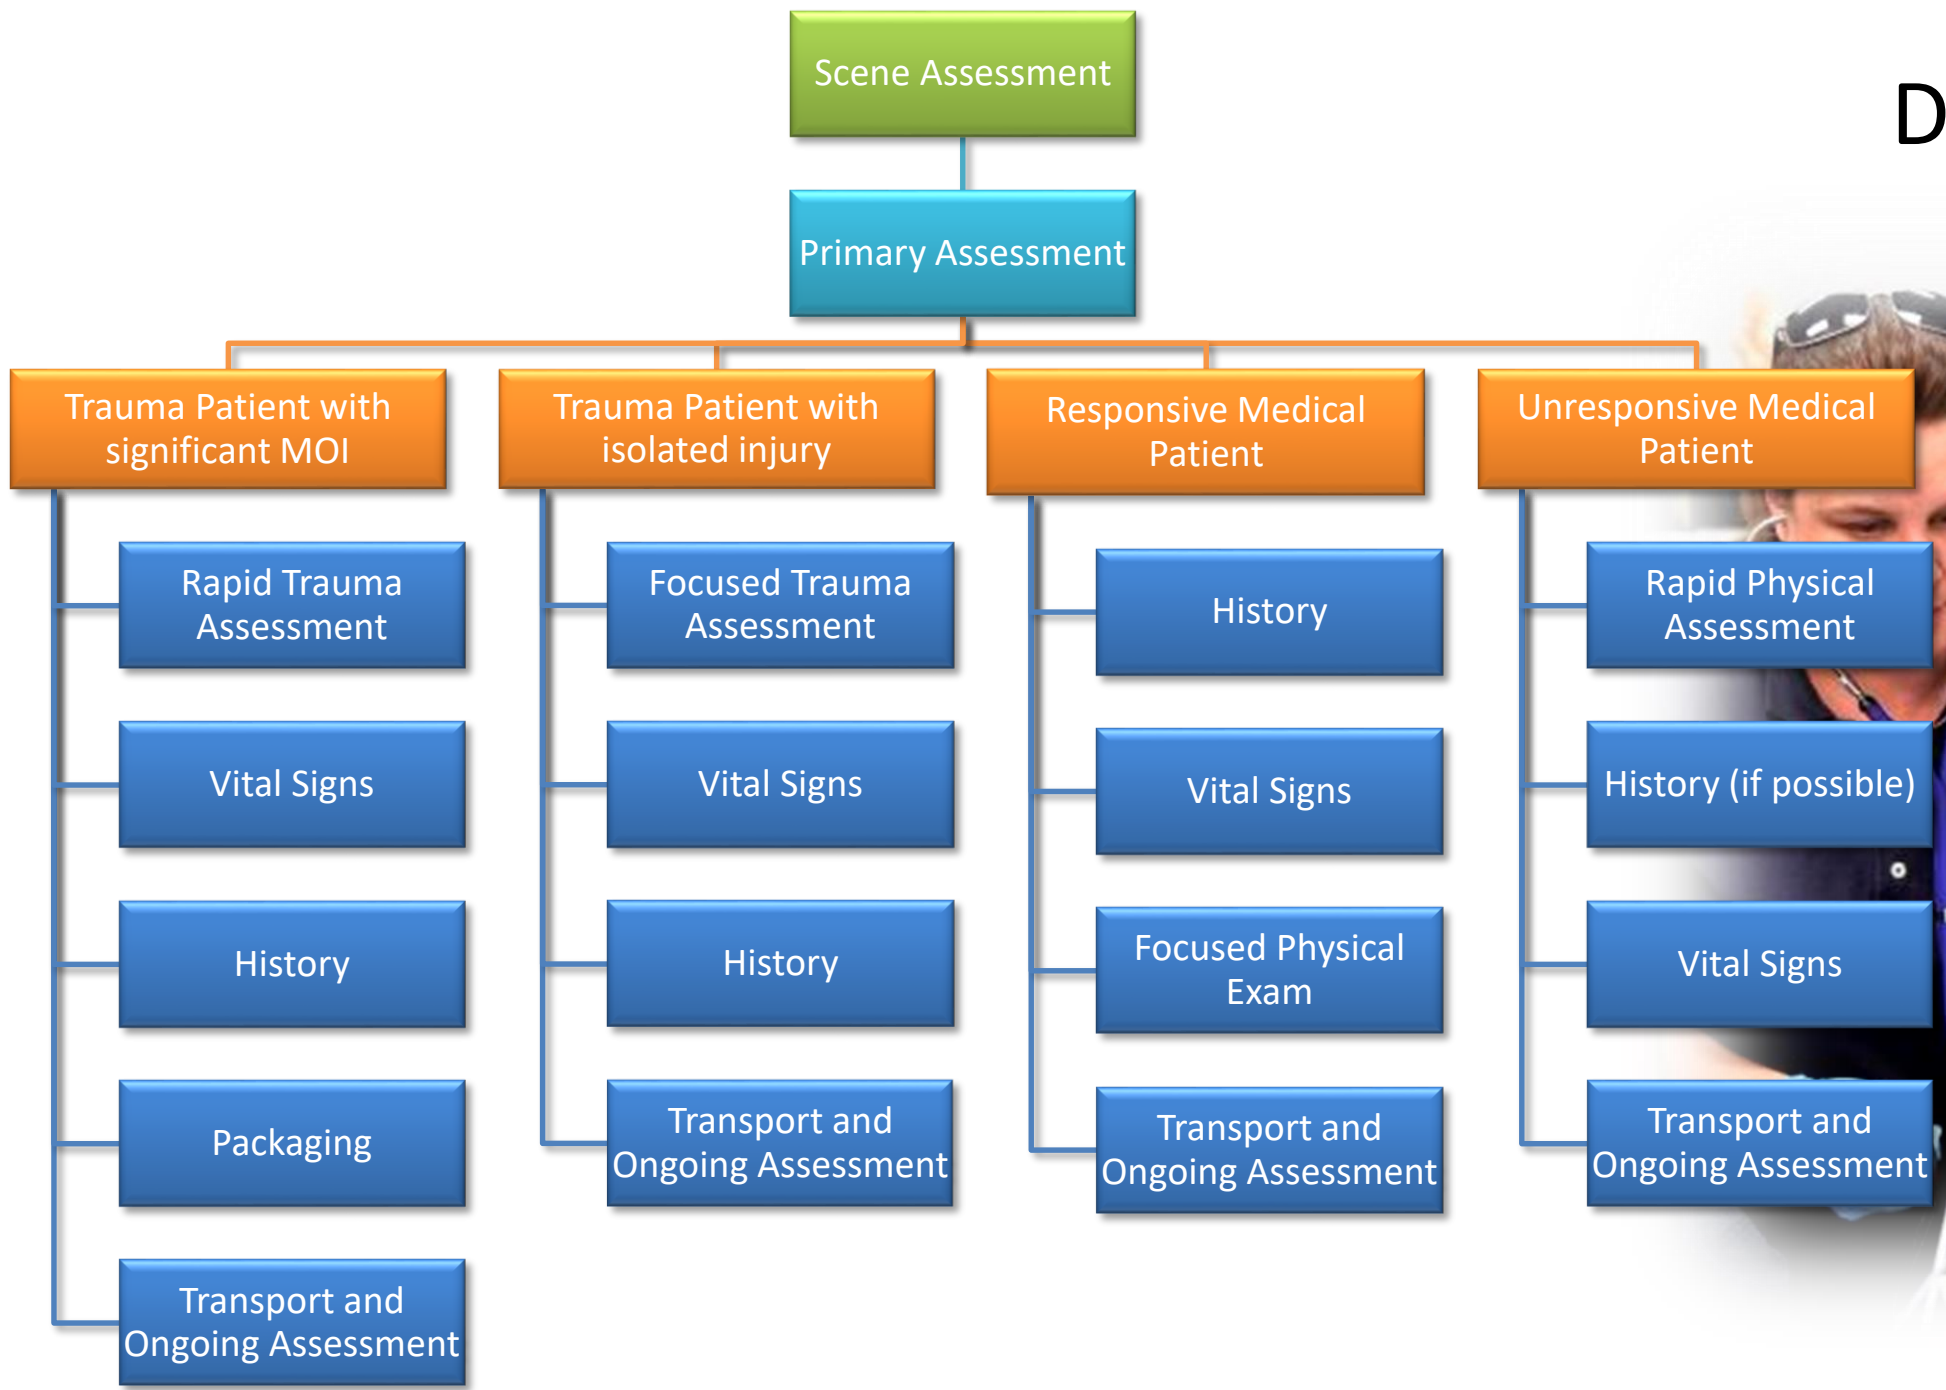 Scene Assessment
D
Primary Assessment
Trauma Patient with
significant MOI
Rapid Trauma
Assessment
Vital Signs
History
Packaging
Transport and
Ongoing Assessment
Trauma Patient with
isolated injury
Focused Trauma
Assessment
Vital Signs
History
Transport and
Ongoing Assessment
Responsive Medical
Patient
History
Vital Signs
Focused Physical
Exam
Transport and
Ongoing Assessment
Unresponsive Medical
Patient
Rapid Physical
Assessment
History (if possible)
Vital Signs
Transport and
Ongoing Assessment